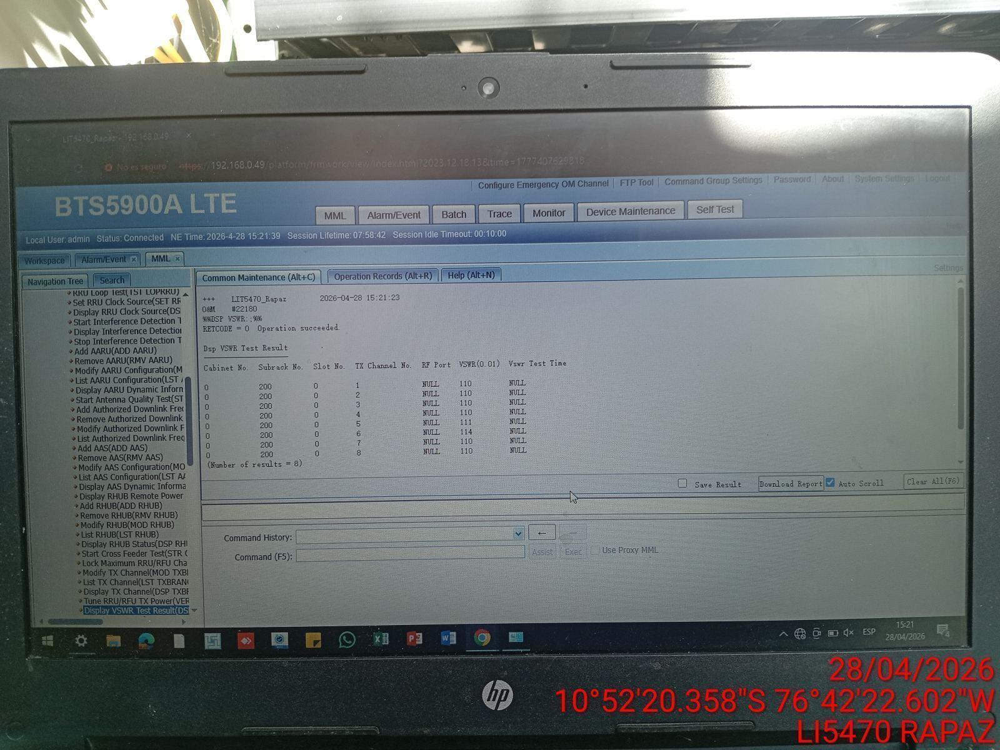 LIT5470_Rapaz - 192.168.0.49
No es seguro https://192.168.0.49/platform/frmwork/view/index.html?2023.12.18.13&time=1777407629818
Configure Emergency OM Channel | FTP Tool | Command Group Settings | Password | About | System Settings | Logout
BTS5900A LTE
MML Alarm/Event Batch Trace Monitor Device Maintenance Self Test
Local User: admin Status: Connected NE Time: 2026-4-28 15:21:39 Session Lifetime: 07:58:42 Session Idle Timeout: 00:10:00
Workspace Alarm/Event MML
Settings
Navigation Tree Search
RRU Loop Test(TST LOPRRU)
Set RRU Clock Source(SET RR
Display RRU Clock Source(DS
Start Interference Detection T
Display Interference Detection
Stop Interference Detection T
Add AARU(ADD AARU)
Remove AARU(RMV AARU)
Modify AARU Configuration(M
List AARU Configuration(LST
Display AARU Dynamic Inform
Start Antenna Quality Test(ST
Add Authorized Downlink Fred
Remove Authorized Downlink
Modify Authorized Downlink F
List Authorized Downlink Freq
Add AAS(ADD AAS)
Remove AAS(RMV AAS)
Modify AAS Configuration(MO
List AAS Configuration(LST AA
Display AAS Dynamic Informa
Display RHUB Remote Power
Add RHUB(ADD RHUB)
Remove RHUB(RMV RHUB)
Modify RHUB(MOD RHUB)
List RHUB(LST RHUB)
Display RHUB Status(DSP RHI
Start Cross Feeder Test(STR C
Lock Maximum RRU/RFU Cha
Modify TX Channel(MOD TXBI
List TX Channel(LST TXBRAN
Display TX Channel(DSP TXBF
Tune RRU/RFU TX Power(VER
Display VSWR Test Result(DS
Common Maintenance (Alt+C) Operation Records (Alt+R) Help (Alt+N)
+++ LIT5470_Rapaz 2026-04-28 15:21:23
O&M #22180
%%DSP VSWR:;%%
RETCODE = 0 Operation succeeded.
Dsp VSWR Test Result
Cabinet No. Subrack No. Slot No. TX Channel No. RF Port VSWR(0.01) Vswr Test Time
0 200 0 1 NULL 110 NULL
0 200 0 2 NULL 110 NULL
0 200 0 3 NULL 110 NULL
0 200 0 4 NULL 110 NULL
0 200 0 5 NULL 111 NULL
0 200 0 6 NULL 114 NULL
0 200 0 7 NULL 110 NULL
0 200 0 8 NULL 110 NULL
(Number of results = 8)
Save Result Download Report Auto Scroll Clear All(F6)
Command History:
Command (F5): Assist Exec Use Proxy MML
ESP 15:21
28/04/2026
hp
28/04/2026
10°52'20.358"S 76°42'22.602"W
LI5470 RAPAZ